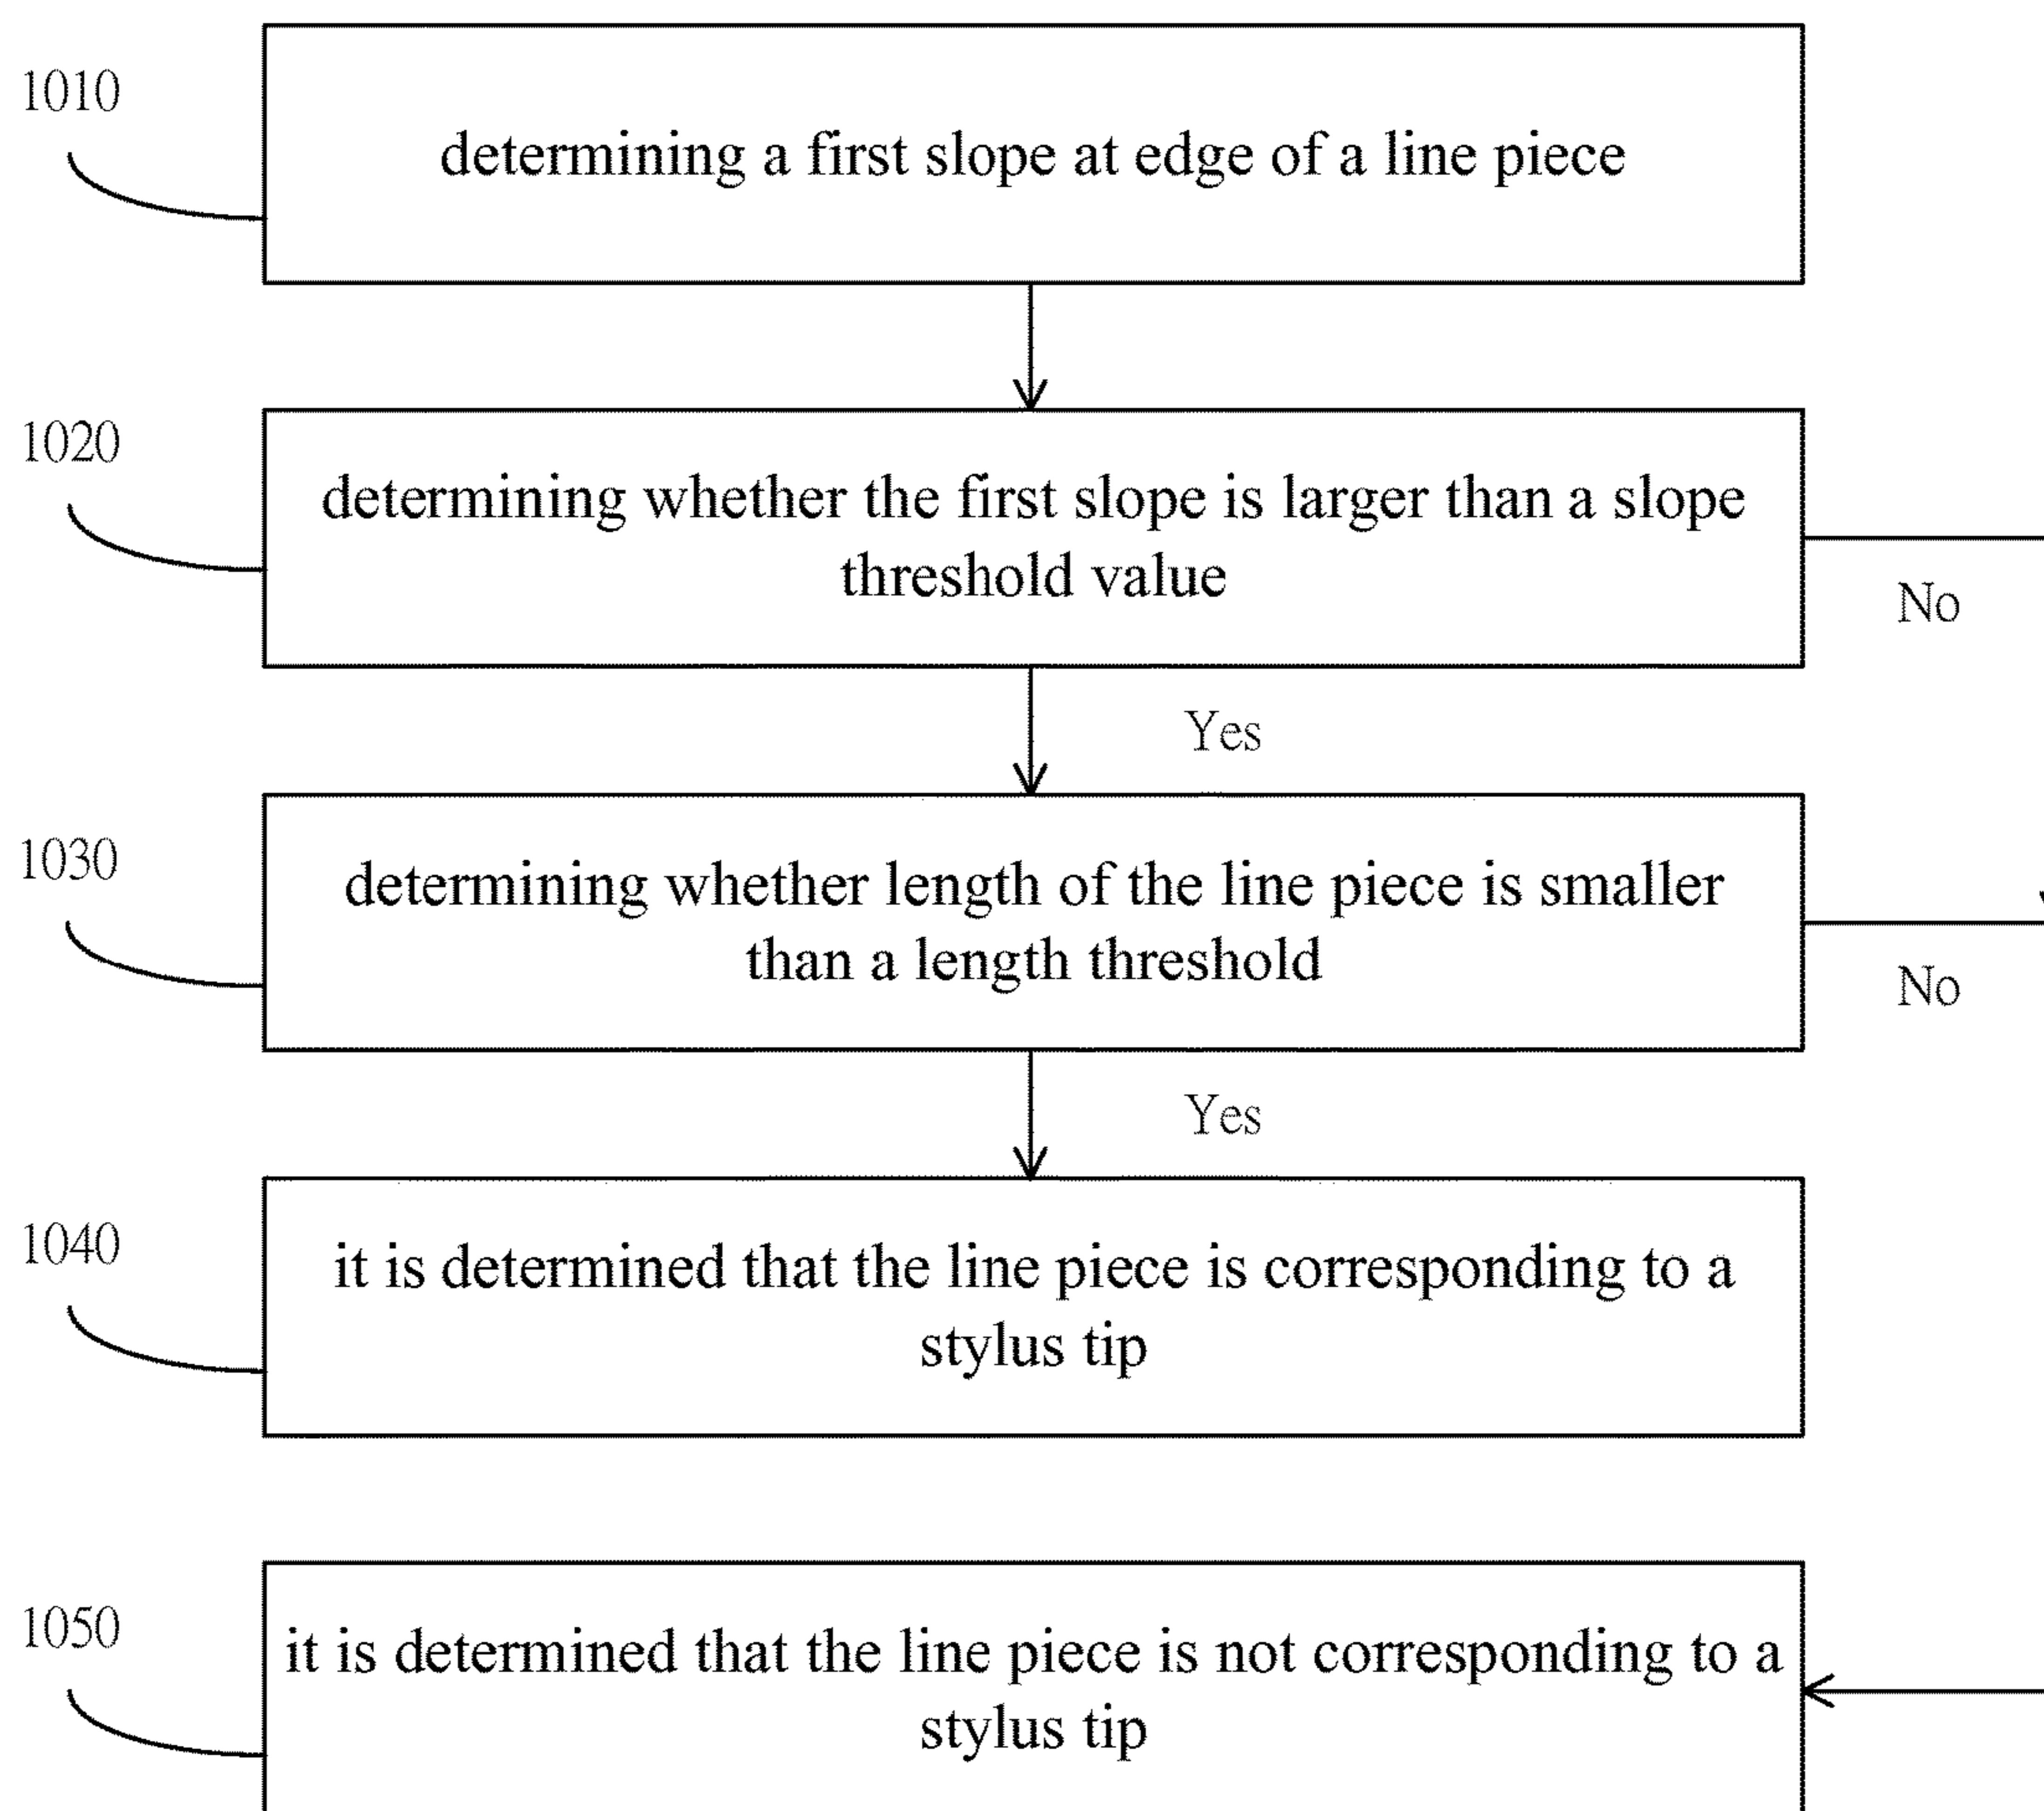 1010
determining a first slope at edge of a line piece
1020
determining whether the first slope is larger than a slope
threshold value
No
Yes
1030
determining whether length of the line piece is smaller
than a length threshold
No
Yes
1040
it is determined that the line piece is corresponding to a
stylus tip
1050
it is determined that the line piece is not corresponding to a
stylus tip